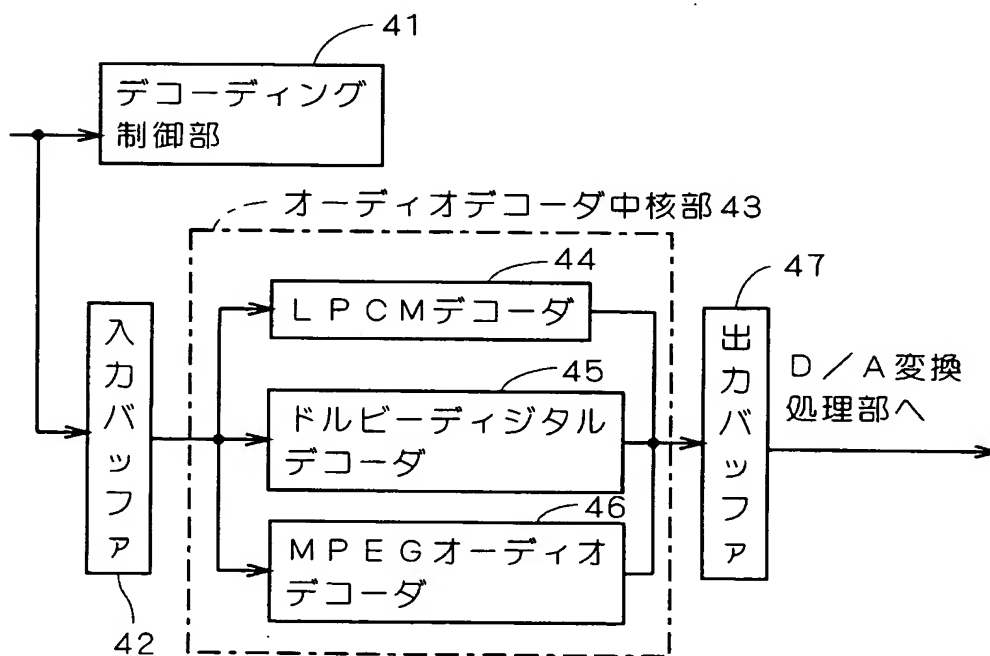 41
デコーディング
制御部
オーディオデコーダ中核部43
44
LPCMデコーダ
45
ドルビーディジタル
デコーダ
46
MPEGオーディオ
デコーダ
入力バッファ
42
47
出力バッファ
D/A変換
処理部へ